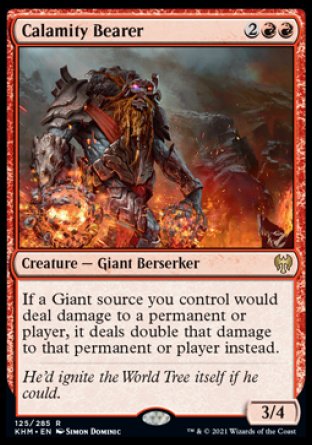 Calamity Bearer 2
Creature — Giant Berserker
If a Giant source you control would
deal damage to a permanent or
player, it deals double that damage
to that permanent or player instead.
He'd ignite the World Tree itself if he
could.
125/285 R
KHM • EN SIMON DOMINIC
™ & © 2021 Wizards of the Coast
3/4